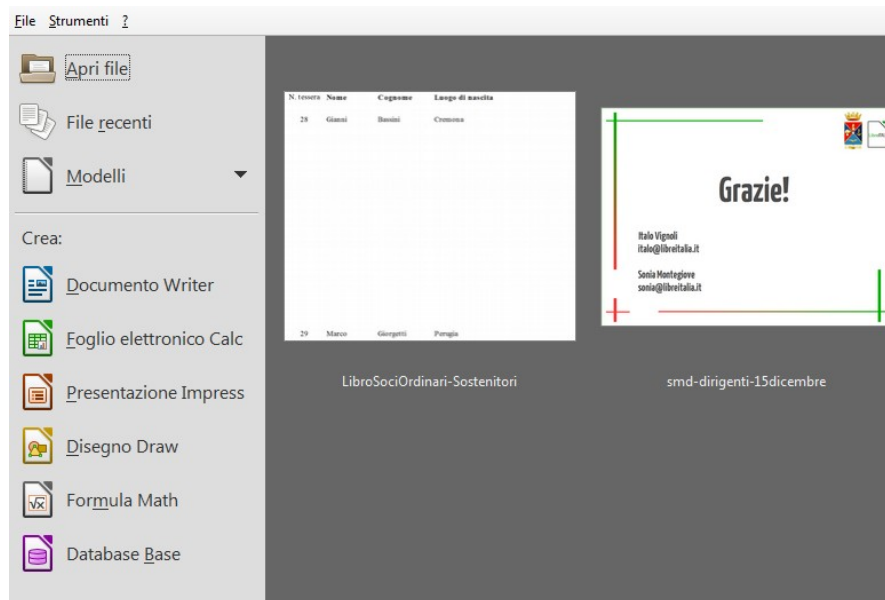 File Strumenti ?
Apri file
File recenti
Modelli
Crea:
Documento Writer
Foglio elettronico Calc
Presentazione Impress
Disegno Draw
Formula Math
Database Base
N. tessera Nome Cognome Luogo di nascita
28 Gianni Bassini Cremona
29 Marco Giorgetti Perugia
LibroSociOrdinari-Sostenitori
Grazie!
Italo Vignoli
italo@libreitalia.it
Sonia Montegiove
sonia@libreitalia.it
smd-dirigenti-15dicembre